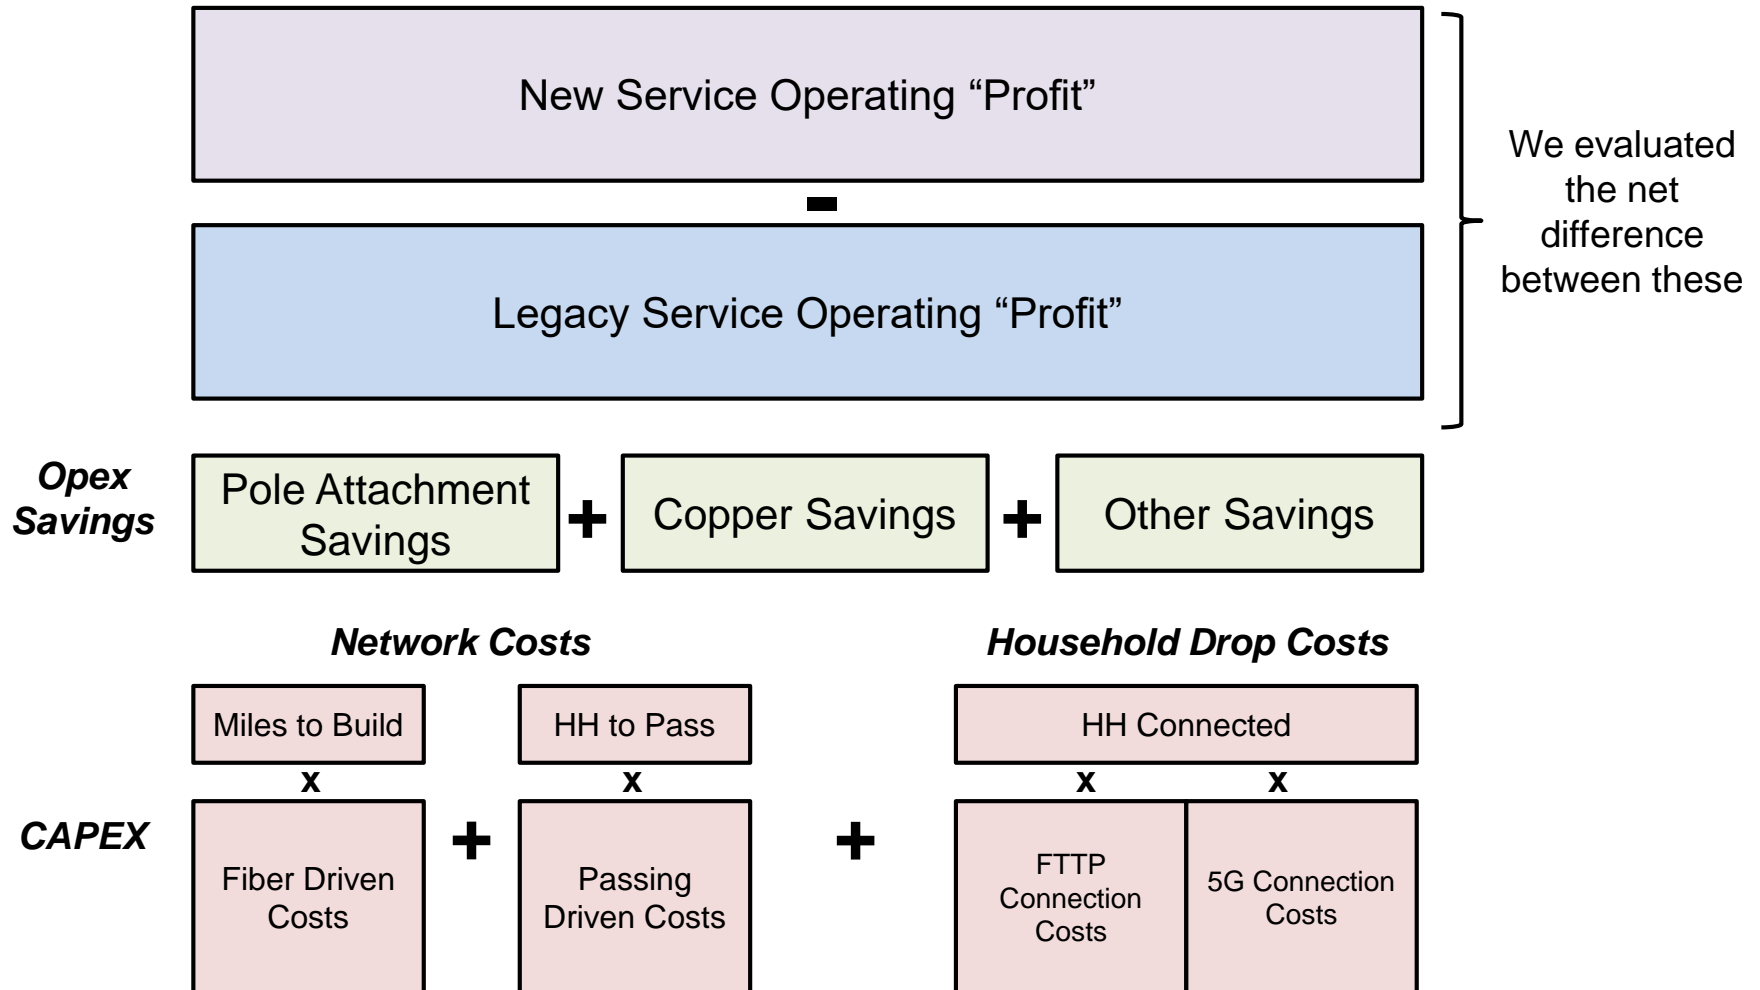 New Service Operating “Profit”
-
Legacy Service Operating “Profit”
We evaluated
the net
difference
between these
Opex
Savings
Pole Attachment
Savings
+
Copper Savings
+
Other Savings
Network Costs
Household Drop Costs
Miles to Build
HH to Pass
HH Connected
x
x
x
x
CAPEX
Fiber Driven
Costs
+
Passing
Driven Costs
+
FTTP
Connection
Costs
5G Connection
Costs